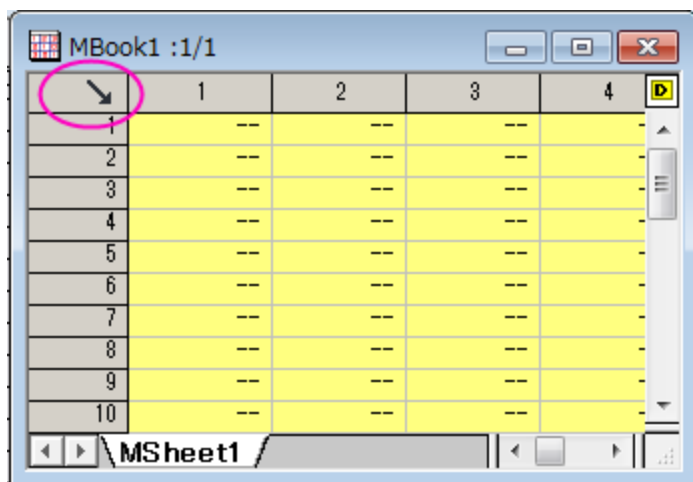 MBook1 :1/1
1 2 3 4 D
1 -- -- -- -
2 -- -- -- -
3 -- -- -- -
4 -- -- -- -
5 -- -- -- -
6 -- -- -- -
7 -- -- -- -
8 -- -- -- -
9 -- -- -- -
10 -- -- -- -
MSheet1